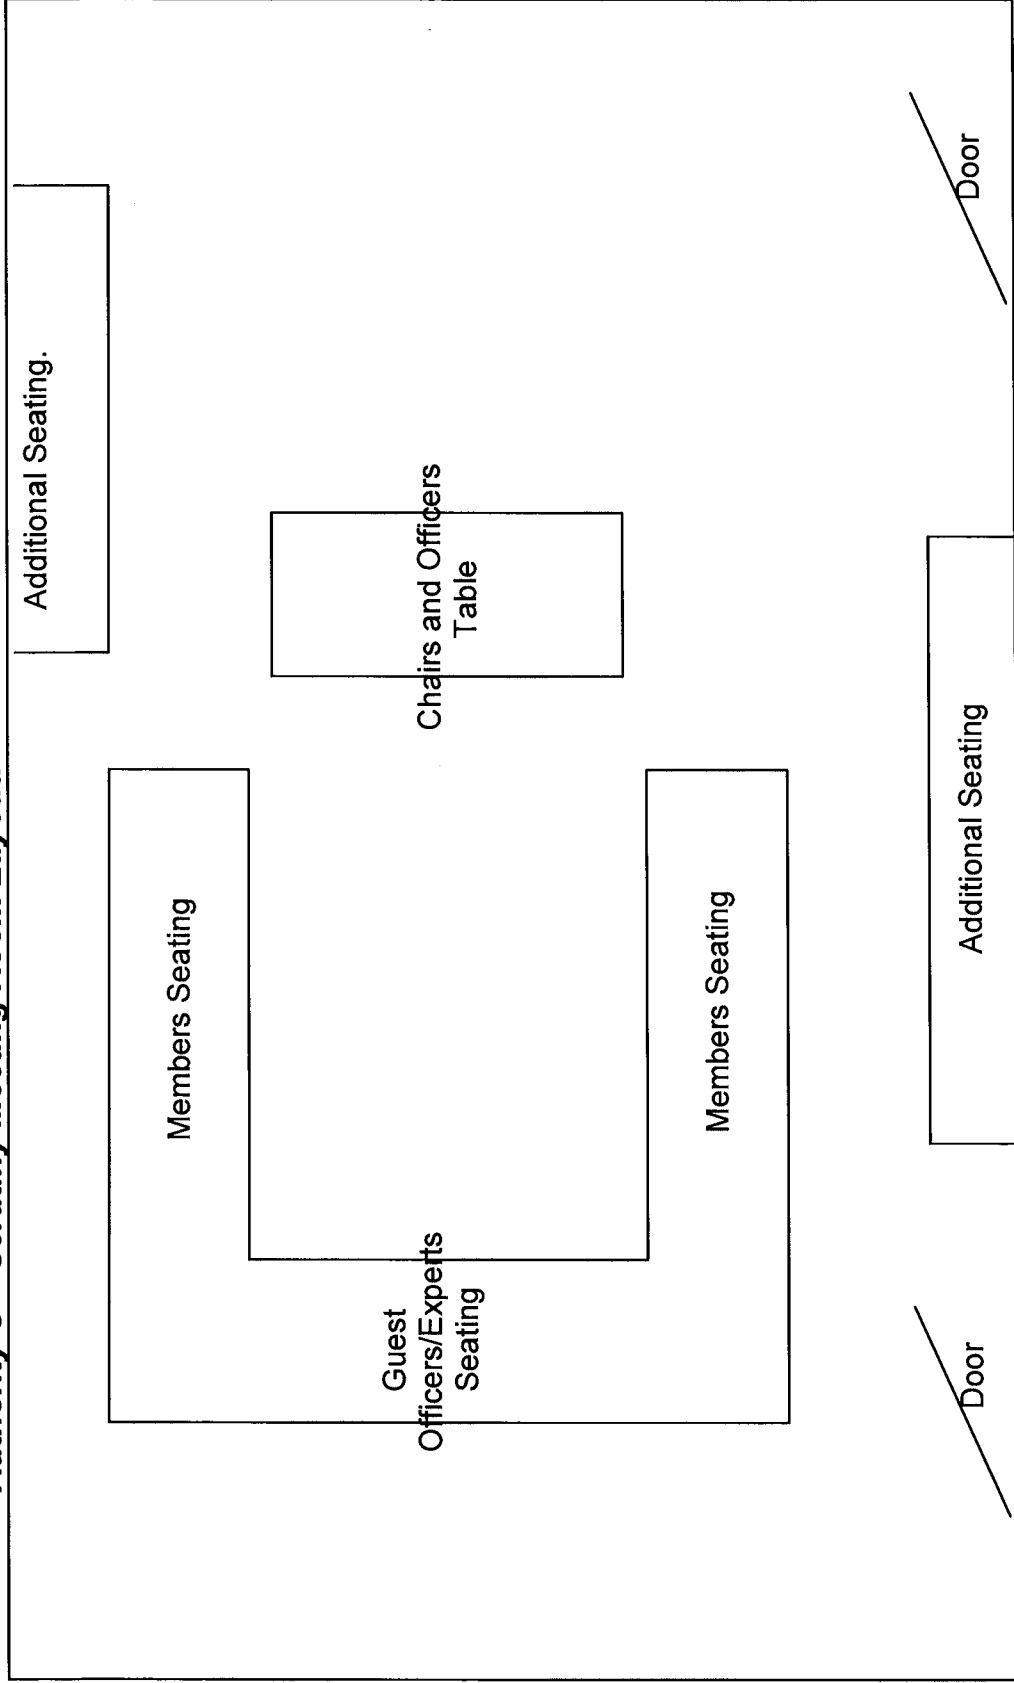 Additional Seating.
Members Seating
Guest
Officers/Experts
Seating
Chairs and Officers
Table
Members Seating
Door
Additional Seating
Door